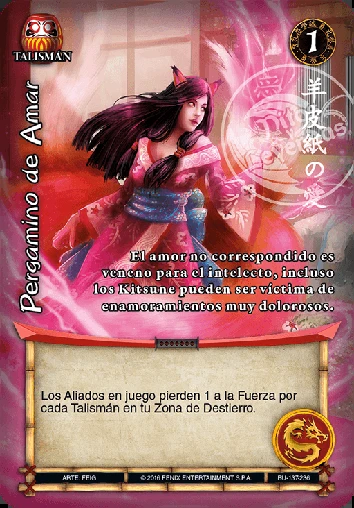 TALISMÁN
1
Pergamino de Amar
羊皮紙の愛
El amor no correspondido es
veneno para el intelecto, incluso
los Kitsune pueden ser víctima de
enamoramientos muy dolorosos.
Los Aliados en juego pierden 1 a la Fuerza por
cada Talismán en tu Zona de Destierro.
ARTE: FEIG
© 2016 FENIX ENTERTAINMENT S.P.A.